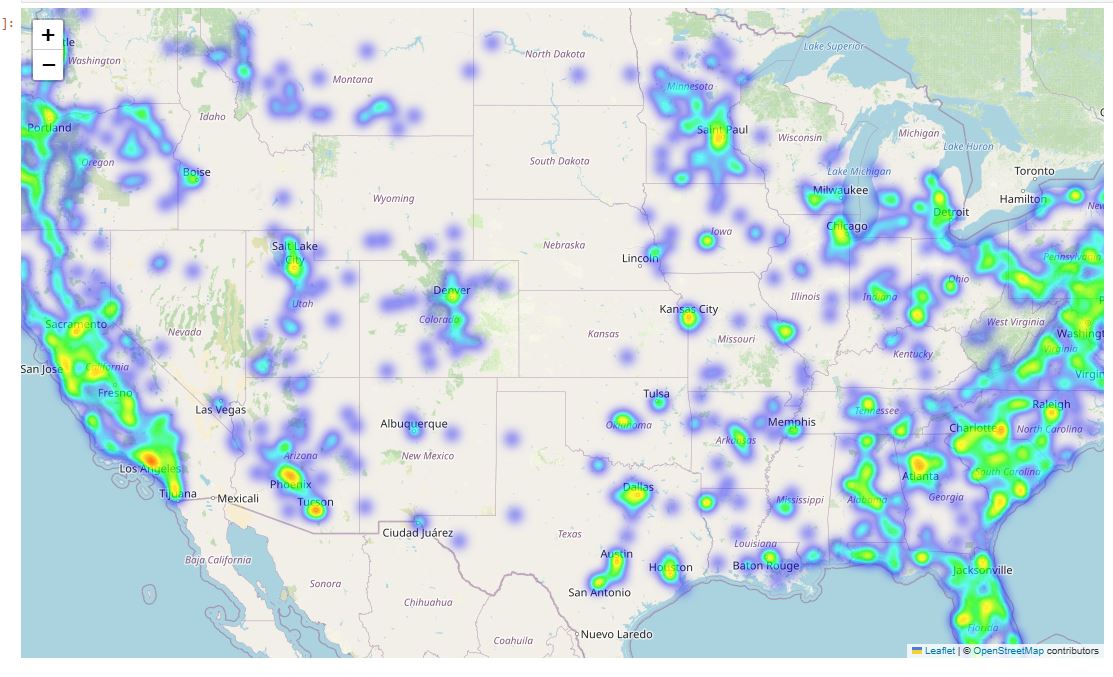 ]:
+
−
tle
Washington
Portland
Oregon
Idaho
Boise
Montana
North Dakota
Minnesota
Lake Superior
Saint Paul
Wisconsin
Michigan
Lake Huron
Lake Michigan
Toronto
Hamilton
New
South Dakota
Wyoming
Milwaukee
Detroit
Chicago
Iowa
Salt Lake
City
Nebraska
Lincoln
Utah
Denver
Colorado
Illinois
Indiana
Ohio
Pennsylvania
Nevada
Sacramento
San Jose
California
Fresno
Kansas City
Kansas
Missouri
West Virginia
Washingt
Virginia
Virgin
Kentucky
Las Vegas
Tulsa
Albuquerque
Oklahoma
Arkansas
Memphis
Tennessee
Raleigh
Charlotte
North Carolina
Los Angeles
Arizona
New Mexico
Phoenix
Tucson
Tijuana
Mexicali
Dallas
Atlanta
South Carolina
Georgia
Alabama
Mississippi
Ciudad Juárez
Texas
Louisiana
Baja California
Austin
Houston
Baton Rouge
Jacksonville
Sonora
San Antonio
Chihuahua
Nuevo Laredo
Coahuila
Florida
Leaflet | © OpenStreetMap contributors